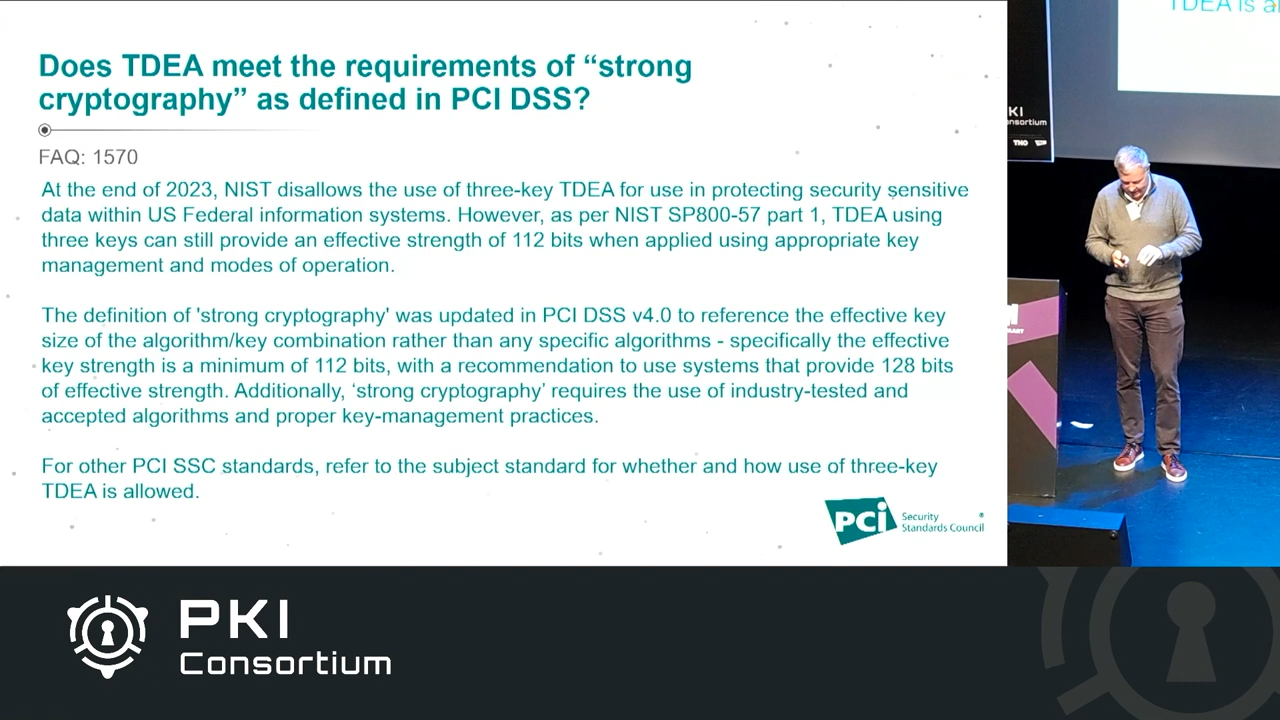 Does TDEA meet the requirements of “strong
cryptography” as defined in PCI DSS?
FAQ: 1570
At the end of 2023, NIST disallows the use of three-key TDEA for use in protecting security sensitive
data within US Federal information systems. However, as per NIST SP800-57 part 1, TDEA using
three keys can still provide an effective strength of 112 bits when applied using appropriate key
management and modes of operation.
The definition of 'strong cryptography' was updated in PCI DSS v4.0 to reference the effective key
size of the algorithm/key combination rather than any specific algorithms - specifically the effective
key strength is a minimum of 112 bits, with a recommendation to use systems that provide 128 bits
of effective strength. Additionally, ‘strong cryptography’ requires the use of industry-tested and
accepted algorithms and proper key-management practices.
For other PCI SSC standards, refer to the subject standard for whether and how use of three-key
TDEA is allowed.
PCi Security
Standards Council ®
TDEA is al
KI
onsortium
TNO
PKI
Consortium